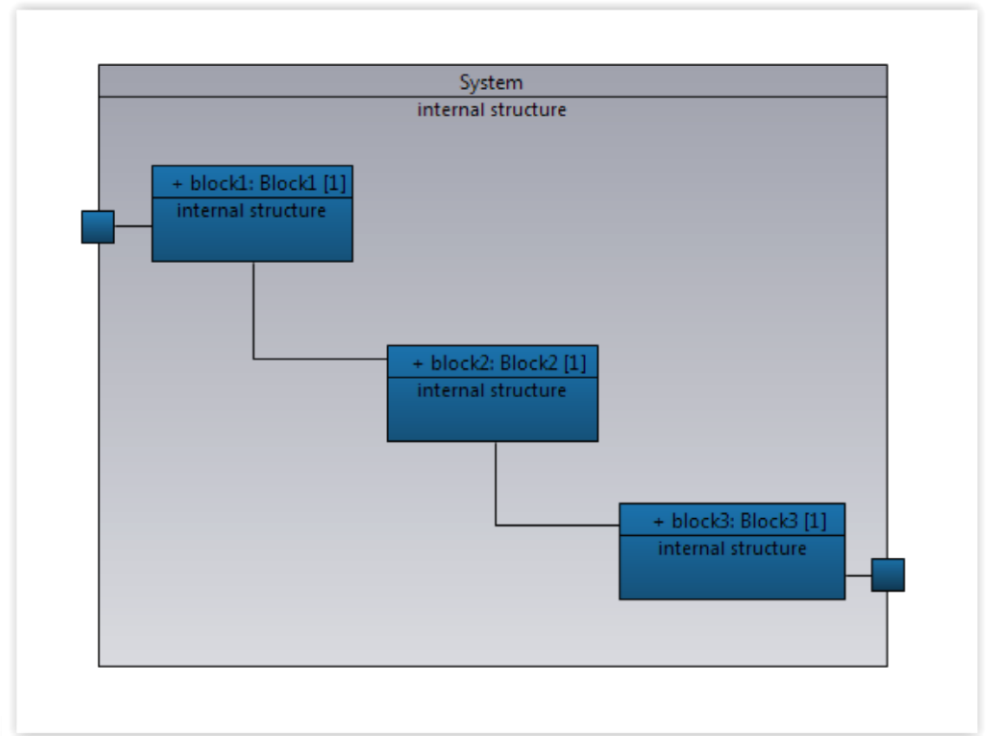 System
internal structure
+ block1: Block1 [1]
internal structure
+ block2: Block2 [1]
internal structure
+ block3: Block3 [1]
internal structure